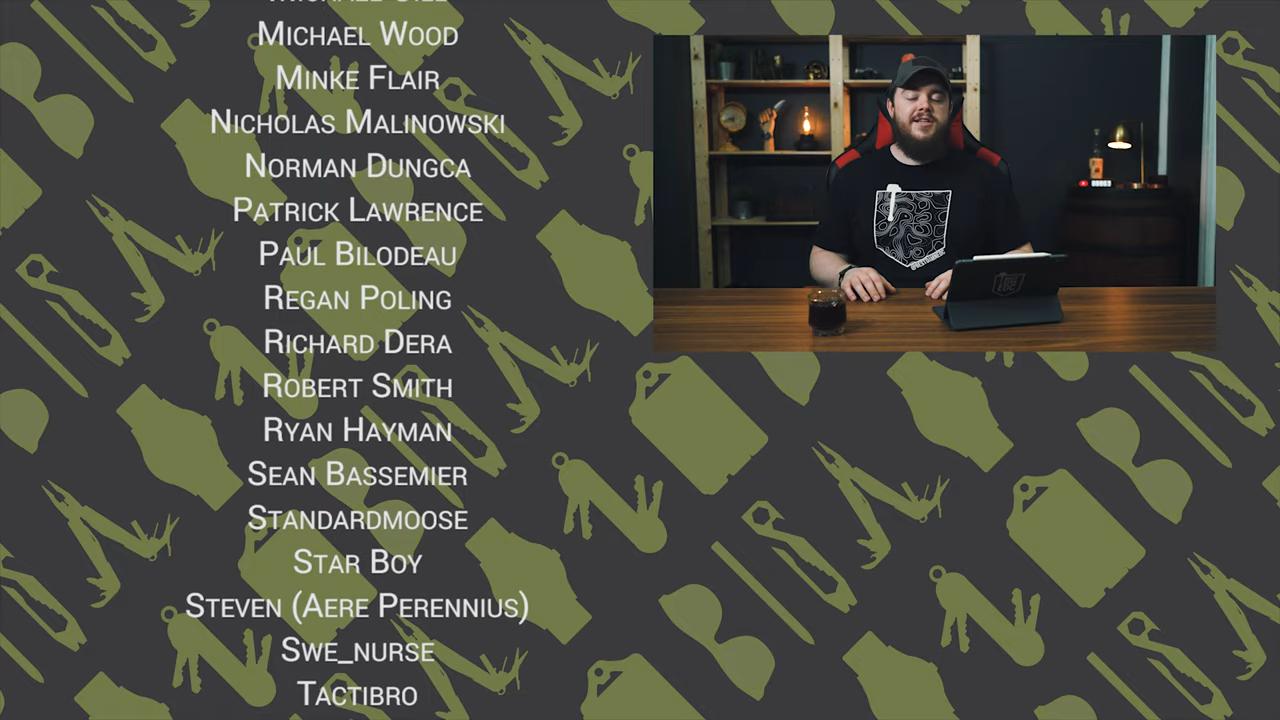 Michael Wood
Minke Flair
Nicholas Malinowski
Norman Dungca
Patrick Lawrence
Paul Bilodeau
Regan Poling
Richard Dera
Robert Smith
Ryan Hayman
Sean Bassemier
Standardmoose
Star Boy
Steven (Aere Perennius)
Swe_nurse
Tactibro